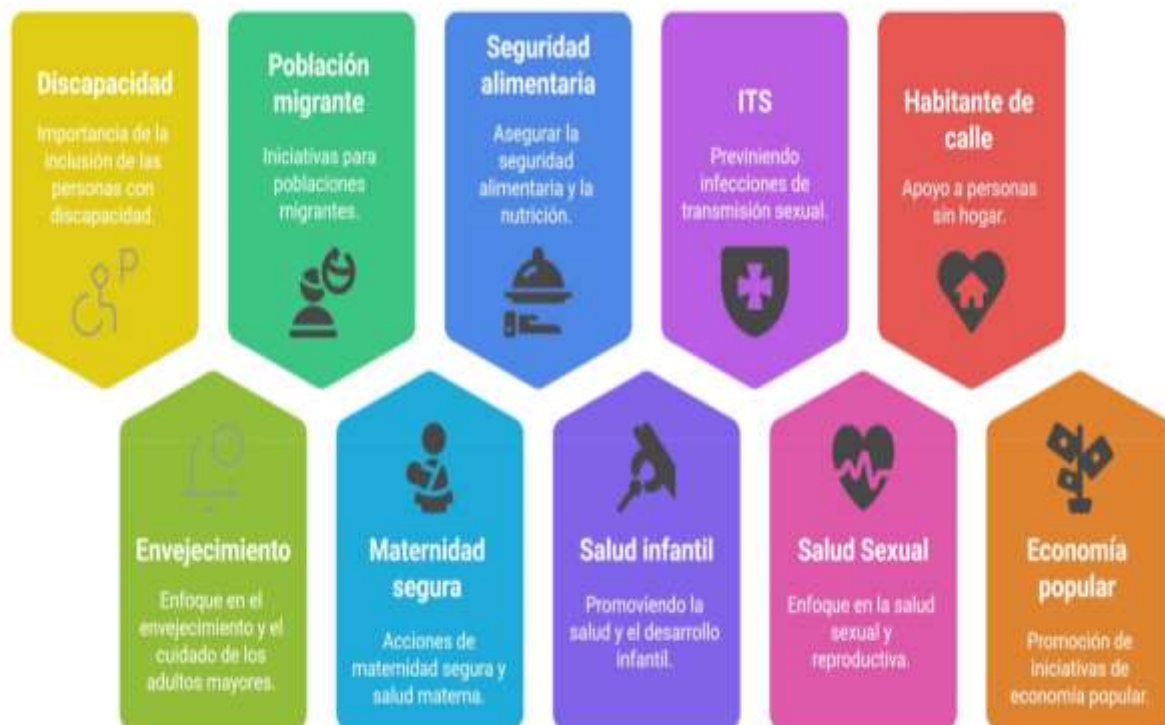 Discapacidad
Importancia de la
inclusión de las
personas con
discapacidad.
P
Población
migrante
Iniciativas para
poblaciones
migrantes.
Seguridad
alimentaria
Asegurar la
seguridad
alimentaria y la
nutrición.
ITS
Previniendo
infecciones de
transmisión sexual.
Habitante de
calle
Apoyo a personas
sin hogar.
Envejecimiento
Enfoque en el
envejecimiento y el
cuidado de los
adultos mayores.
Maternidad
segura
Acciones de
maternidad segura y
salud materna.
Salud infantil
Promoviendo la
salud y el desarrollo
infantil.
Salud Sexual
Enfoque en la salud
sexual y
reproductiva.
Economía
popular
Promoción de
iniciativas de
economía popular.